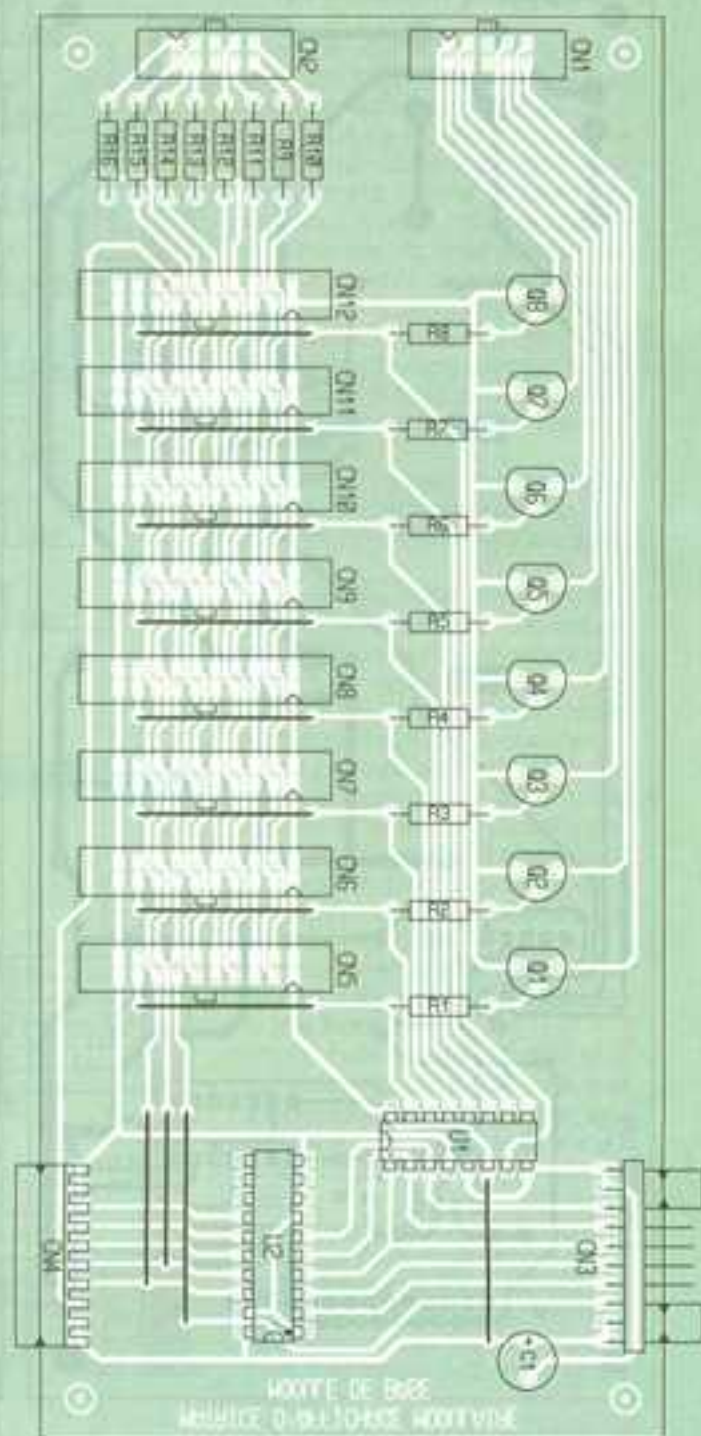 CN2 CN1
R16 R15 R14 R13 R12 R11 R9 R10
CN12 R8 Q8
CN11 R7 Q7
CN10 R6 Q6
CN9 R5 Q5
CN8 R4 Q4
CN7 R3 Q3
CN6 R2 Q2
CN5 R1 Q1
U1
CN4 U2 CN3
+ C1
MODULE DE BASE
D'AFFICHAGE MODULAIRE